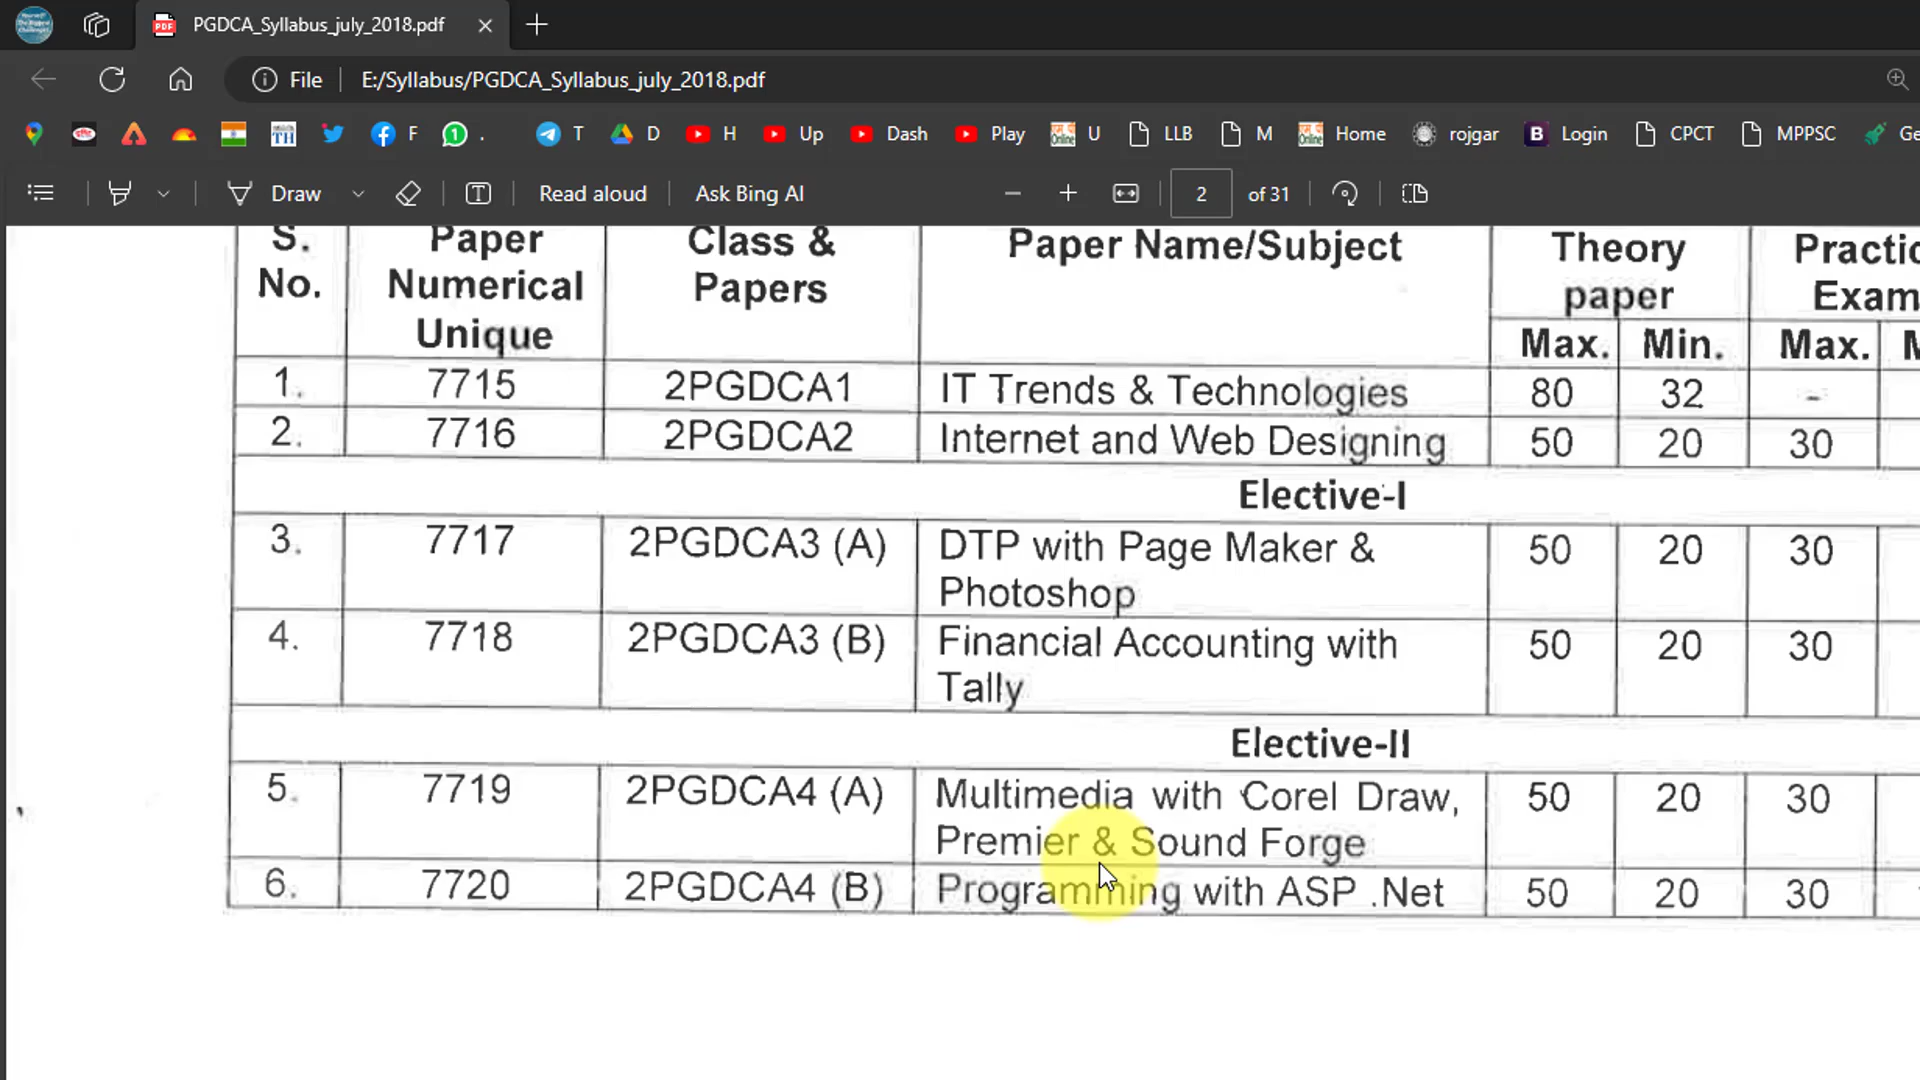 PGDCA_Syllabus_july_2018.pdf
File E:/Syllabus/PGDCA_Syllabus_july_2018.pdf
F 1 . T D H Up Dash Play U LLB M Home rojgar Login CPCT MPPSC Ge
Draw Read aloud Ask Bing AI 2 of 31
S. No. Paper Numerical Unique Class & Papers Paper Name/Subject Theory paper Practic Exam
Max. Min. Max.
1. 7715 2PGDCA1 IT Trends & Technologies 80 32 -
2. 7716 2PGDCA2 Internet and Web Designing 50 20 30
Elective-I
3. 7717 2PGDCA3 (A) DTP with Page Maker & 50 20 30
Photoshop
4. 7718 2PGDCA3 (B) Financial Accounting with 50 20 30
Tally
Elective-II
5. 7719 2PGDCA4 (A) Multimedia with Corel Draw, 50 20 30
Premier & Sound Forge
6. 7720 2PGDCA4 (B) Programming with ASP .Net 50 20 30